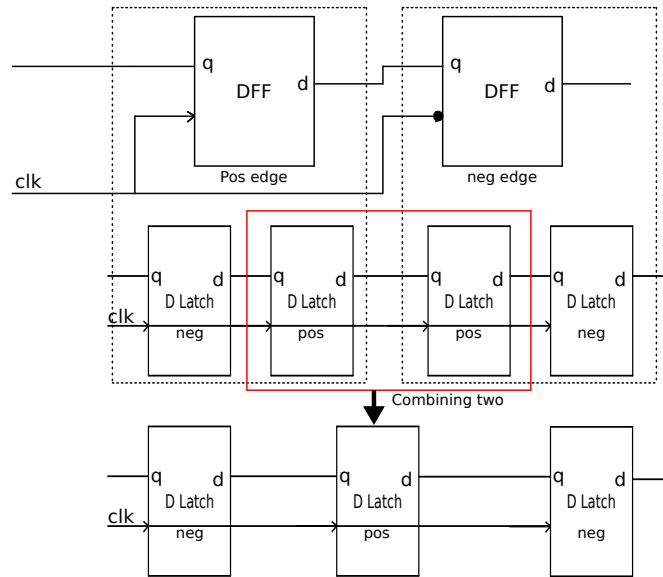 q
DFF
d
Pos edge
q
DFF
d
neg edge
clk
q
d
D Latch
neg
q
d
D Latch
pos
q
d
D Latch
pos
q
d
D Latch
neg
clk
Combining two
q
d
D Latch
neg
q
d
D Latch
pos
q
d
D Latch
neg
clk